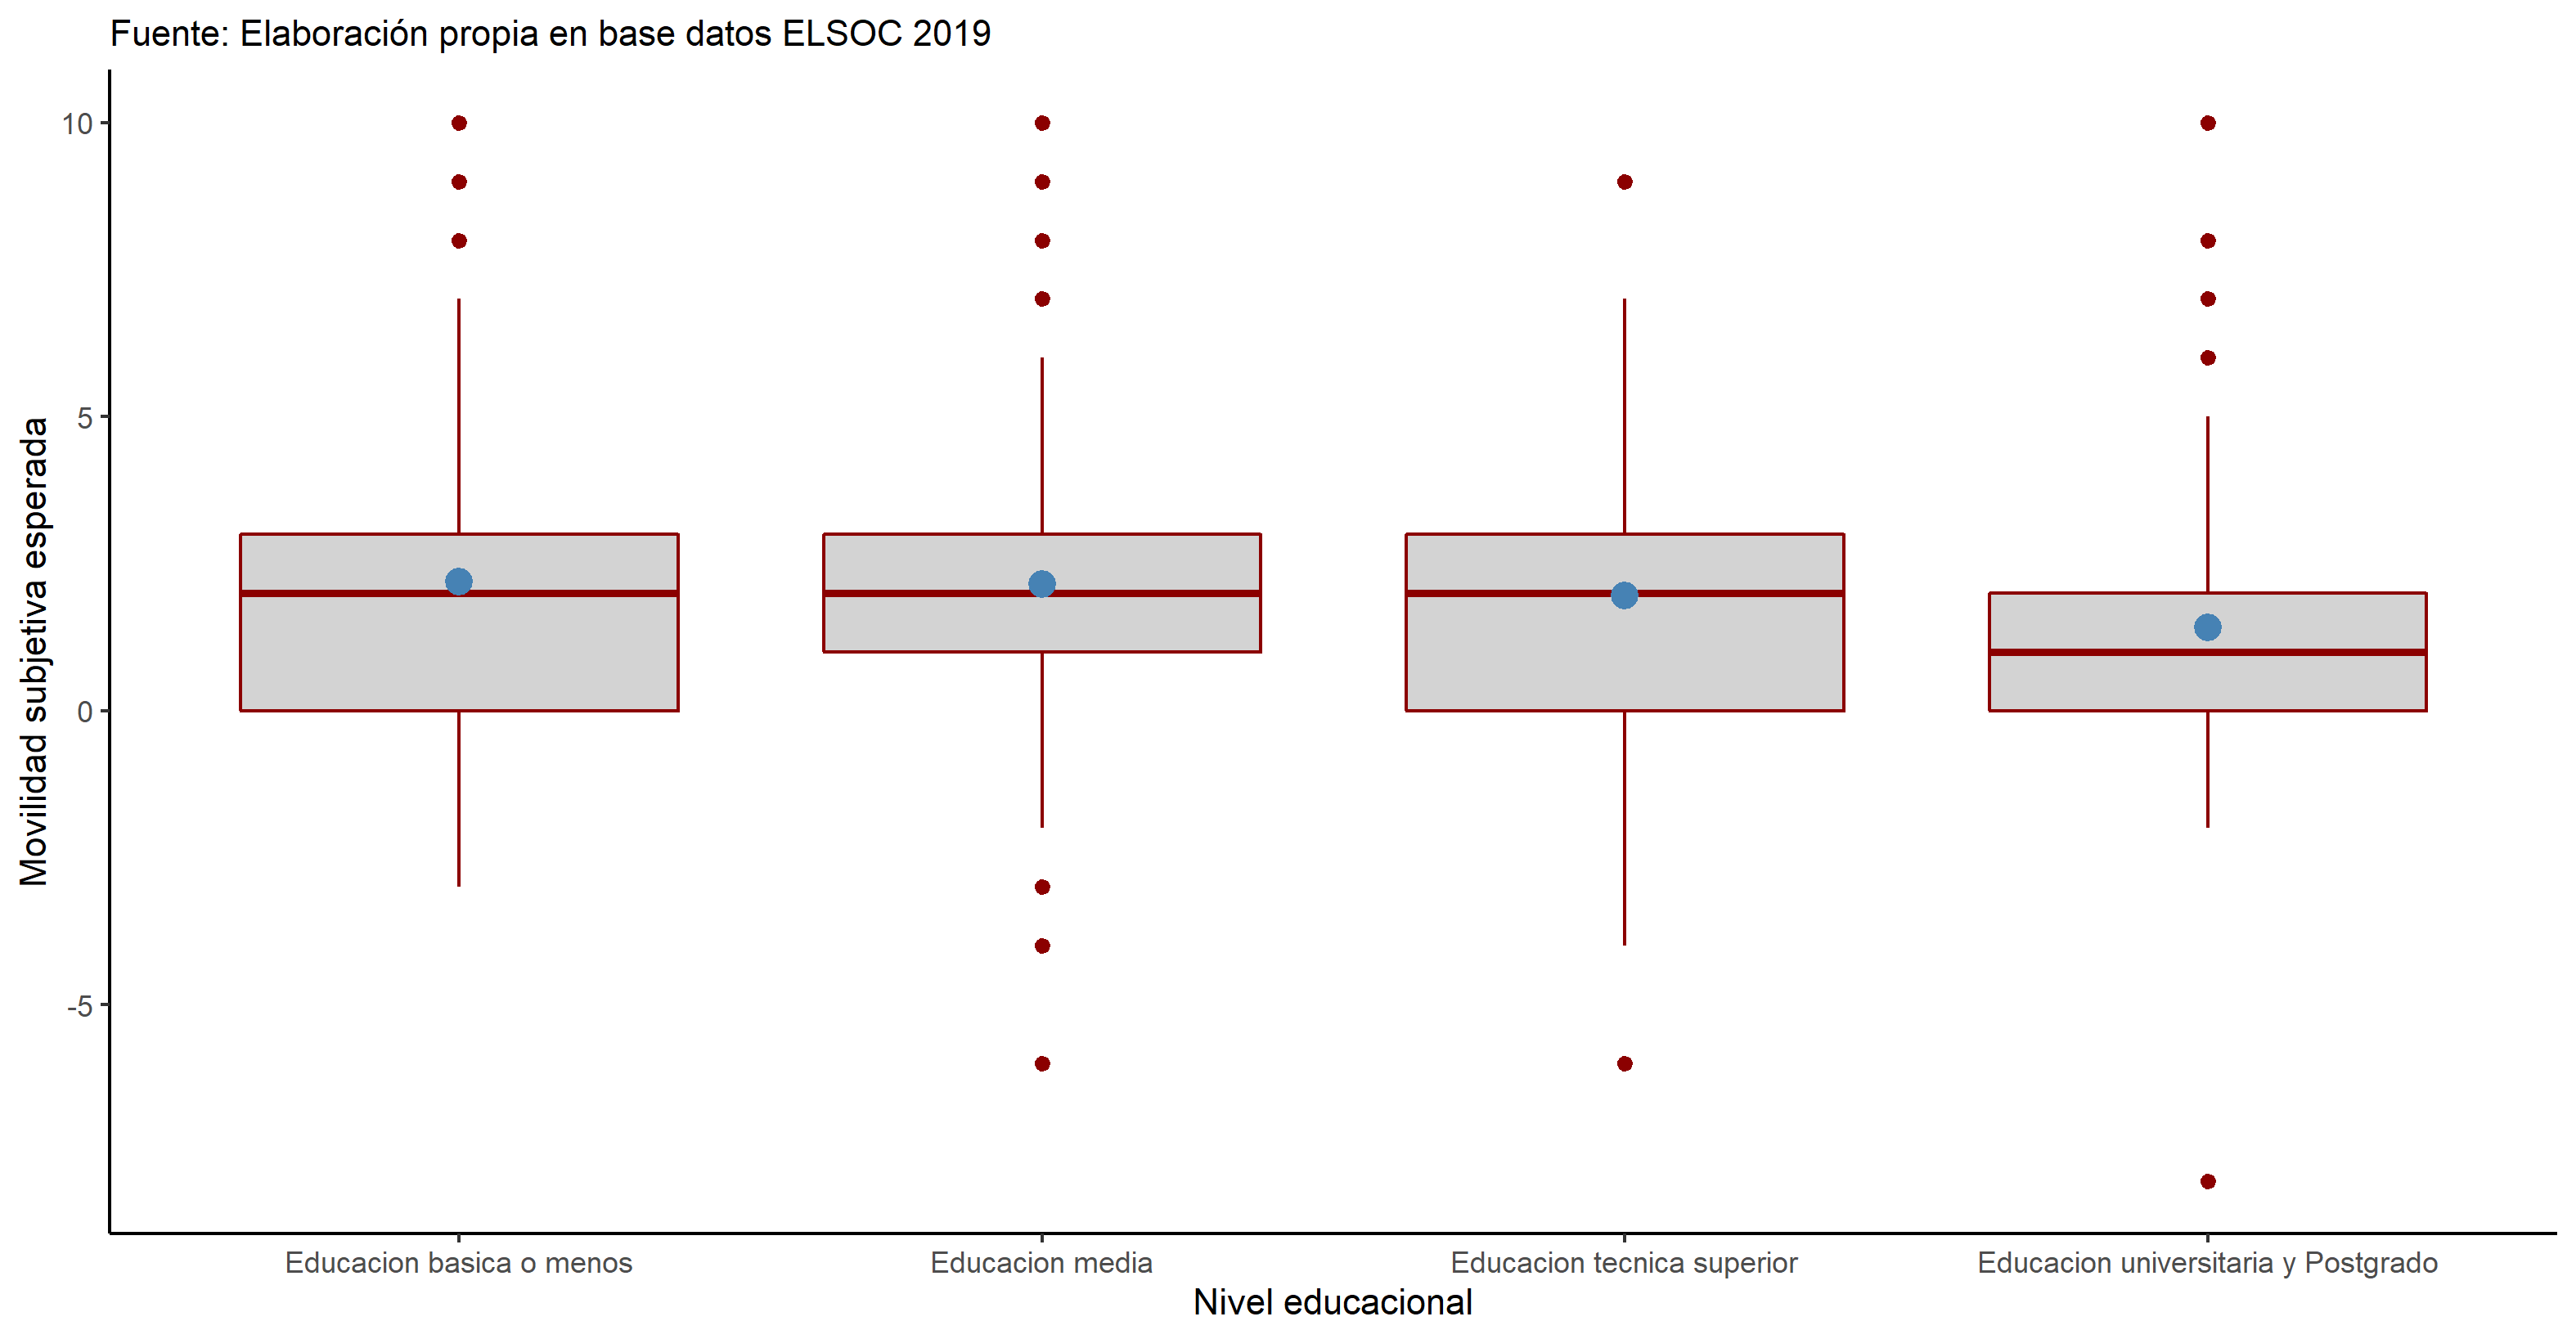 Fuente: Elaboración propia en base datos ELSOC 2019
Movilidad subjetiva esperada
10
5
0
-5
Educacion basica o menos
Educacion media
Educacion tecnica superior
Educacion universitaria y Postgrado
Nivel educacional